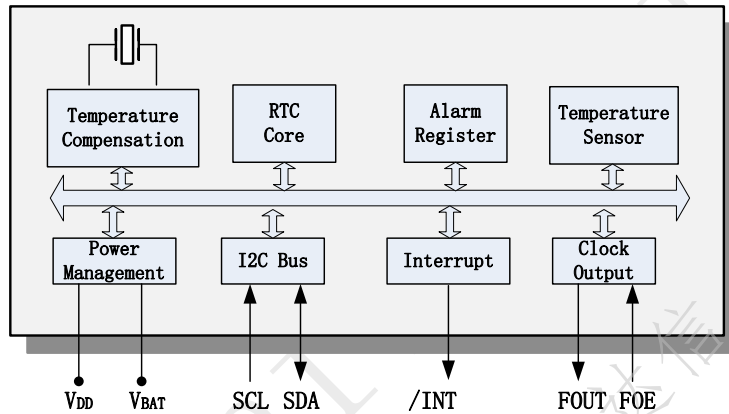 Temperature
Compensation
RTC
Core
Alarm
Register
Temperature
Sensor
Power
Management
I2C Bus
Interrupt
Clock
Output
VDD
VBAT
SCL
SDA
/INT
FOUT
FOE